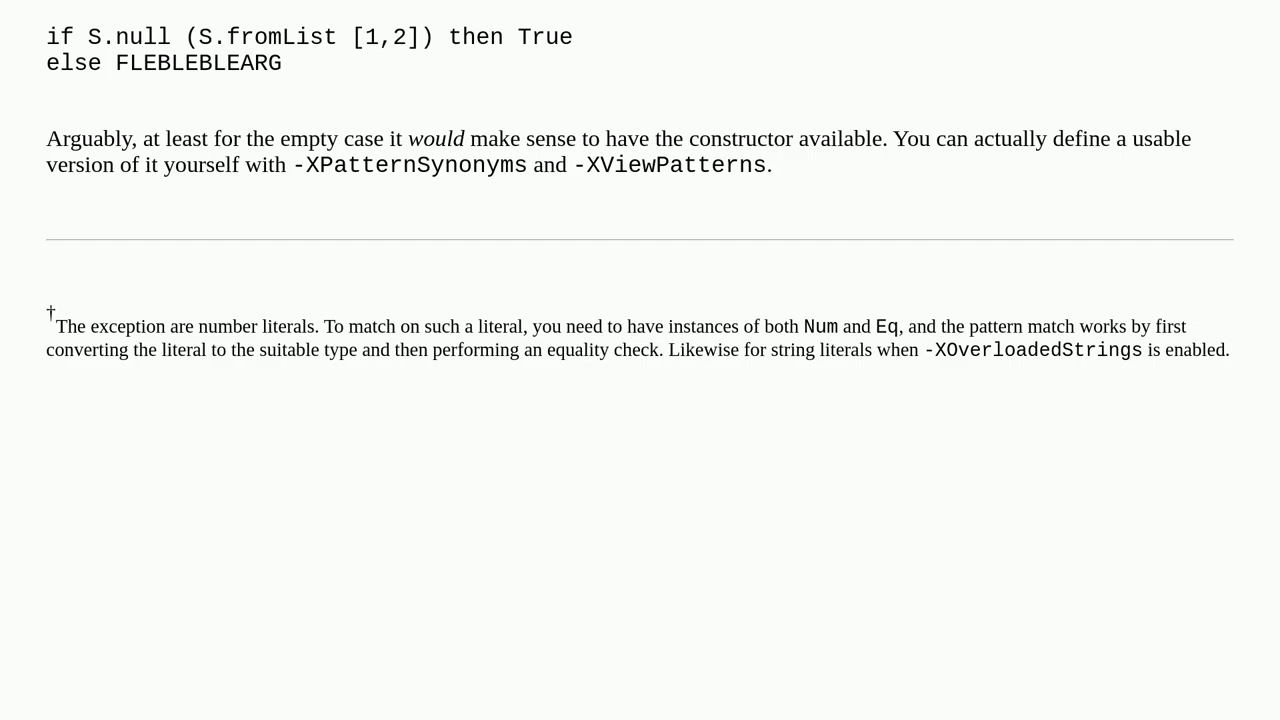 if S.null (S.fromList [1,2]) then True
else FLEBLEBLEARG
Arguably, at least for the empty case it would make sense to have the constructor available. You can actually define a usable
version of it yourself with -XPatternSynonyms and -XViewPatterns.
†The exception are number literals. To match on such a literal, you need to have instances of both Num and Eq, and the pattern match works by first
converting the literal to the suitable type and then performing an equality check. Likewise for string literals when -XOverloadedStrings is enabled.